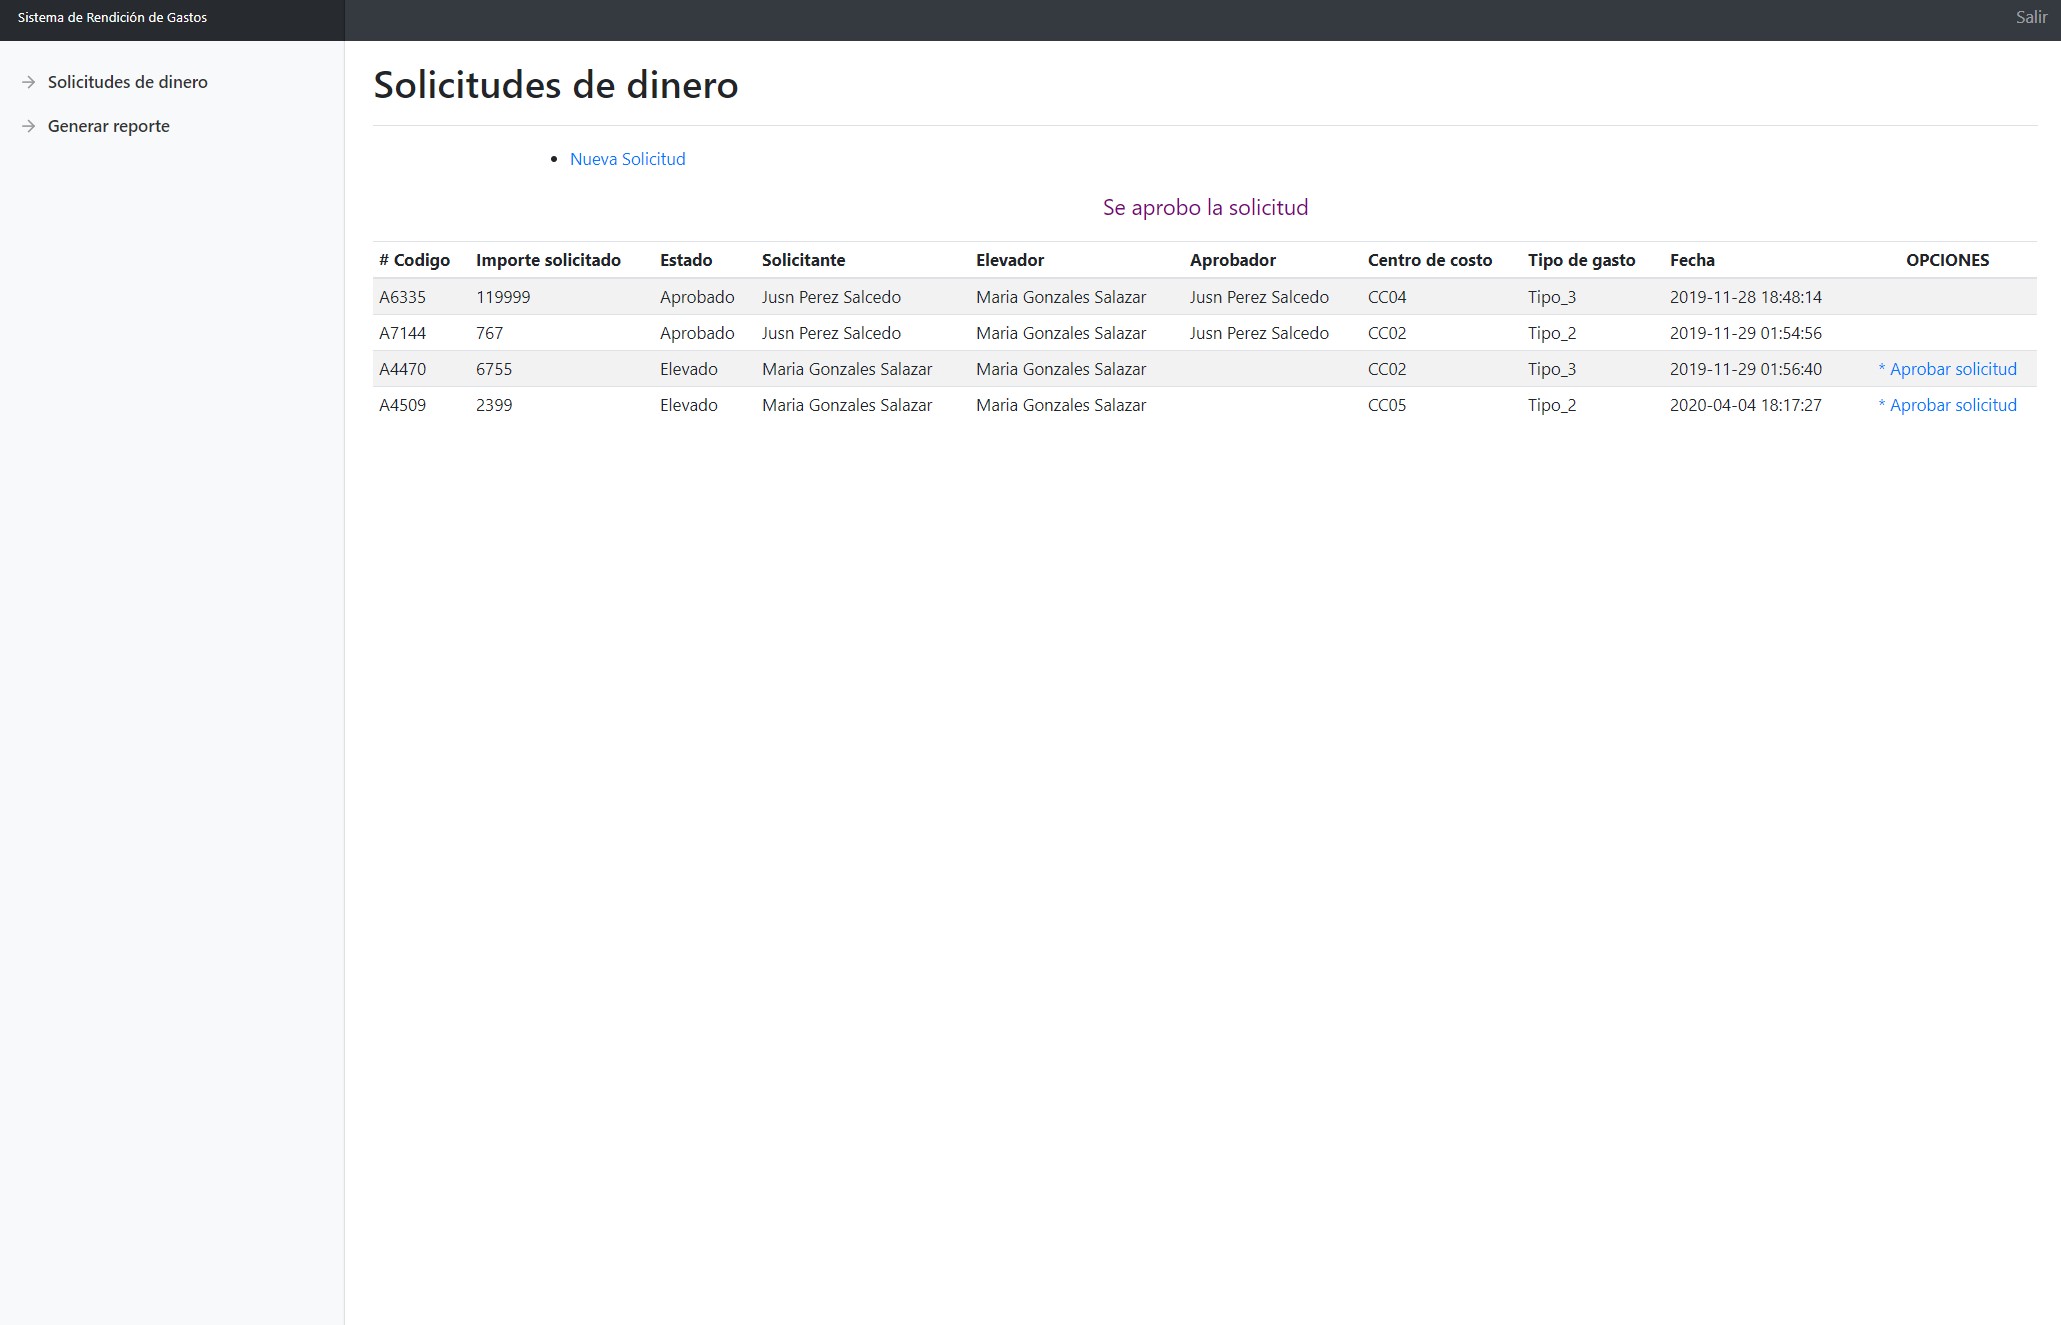 Sistema de Rendición de Gastos
Salir
Solicitudes de dinero
Generar reporte
Solicitudes de dinero
Nueva Solicitud
Se aprobo la solicitud
# Codigo Importe solicitado Estado Solicitante Elevador Aprobador Centro de costo Tipo de gasto Fecha OPCIONES
A6335 119999 Aprobado Jusn Perez Salcedo Maria Gonzales Salazar Jusn Perez Salcedo CC04 Tipo_3 2019-11-28 18:48:14
A7144 767 Aprobado Jusn Perez Salcedo Maria Gonzales Salazar Jusn Perez Salcedo CC02 Tipo_2 2019-11-29 01:54:56
A4470 6755 Elevado Maria Gonzales Salazar Maria Gonzales Salazar CC02 Tipo_3 2019-11-29 01:56:40 * Aprobar solicitud
A4509 2399 Elevado Maria Gonzales Salazar Maria Gonzales Salazar CC05 Tipo_2 2020-04-04 18:17:27 * Aprobar solicitud